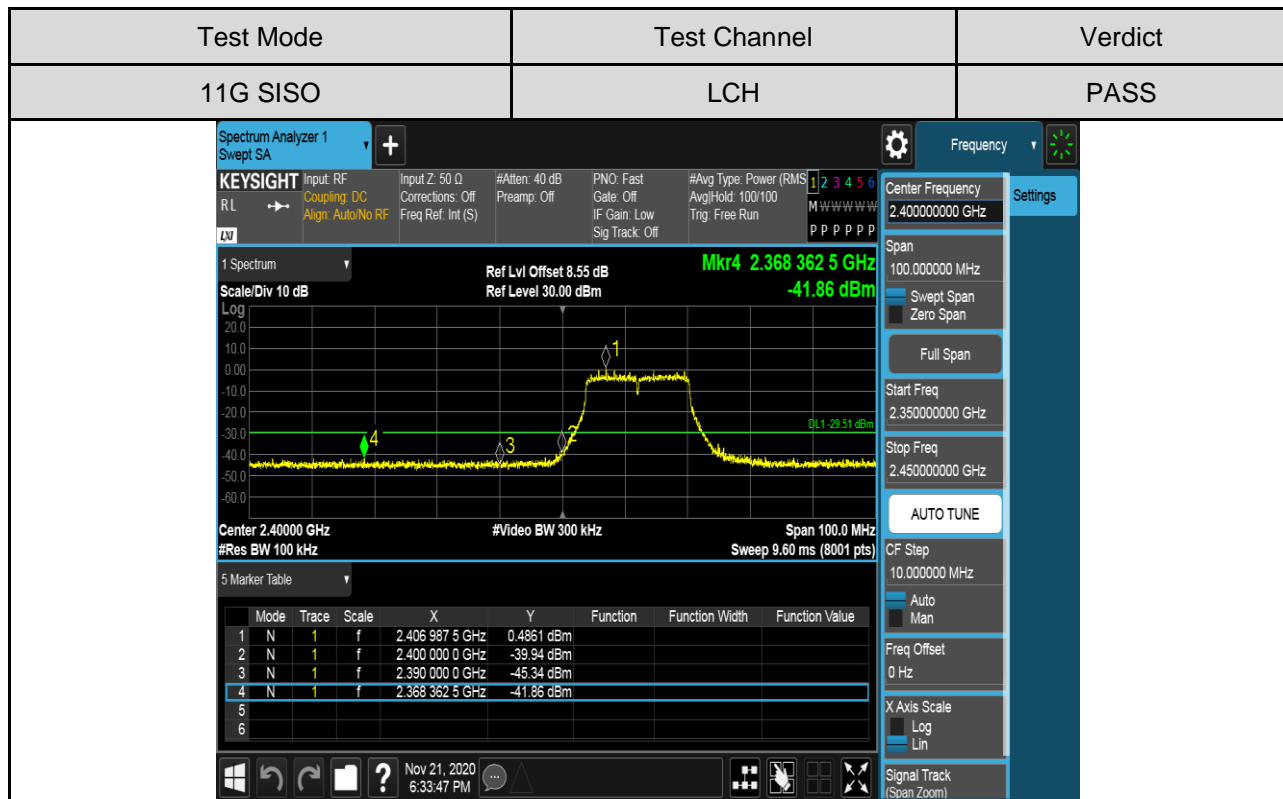 Test Mode Test Channel Verdict
11G SISO LCH PASS
Spectrum Analyzer 1
Swept SA
Frequency
KEYSIGHT Input: RF Input Z: 50 Ω #Atten: 40 dB PNO: Fast #Avg Type: Power (RMS 1 2 3 4 5 6
RL Coupling: DC Corrections: Off Preamp: Off Gate: Off Avg|Hold: 100/100 M W W W W W
Align: Auto/No RF Freq Ref: Int (S) IF Gain: Low Trig: Free Run
LXI Sig Track: Off P P P P P P
1 Spectrum
Ref Lvl Offset 8.55 dB Mkr4 2.368 362 5 GHz
Scale/Div 10 dB Ref Level 30.00 dBm -41.86 dBm
Log
20.0
10.0
1
0.00
-10.0
-20.0
DL1 -29.51 dBm
-30.0
4 3 2
-40.0
-50.0
-60.0
Center 2.40000 GHz #Video BW 300 kHz Span 100.0 MHz
#Res BW 100 kHz Sweep 9.60 ms (8001 pts)
5 Marker Table
Mode Trace Scale X Y Function Function Width Function Value
1 N 1 f 2.406 987 5 GHz 0.4861 dBm
2 N 1 f 2.400 000 0 GHz -39.94 dBm
3 N 1 f 2.390 000 0 GHz -45.34 dBm
4 N 1 f 2.368 362 5 GHz -41.86 dBm
5
6
?
Nov 21, 2020
6:33:47 PM
Center Frequency
2.400000000 GHz
Settings
Span
100.000000 MHz
Swept Span
Zero Span
Full Span
Start Freq
2.350000000 GHz
Stop Freq
2.450000000 GHz
AUTO TUNE
CF Step
10.000000 MHz
Auto
Man
Freq Offset
0 Hz
X Axis Scale
Log
Lin
Signal Track
(Span Zoom)